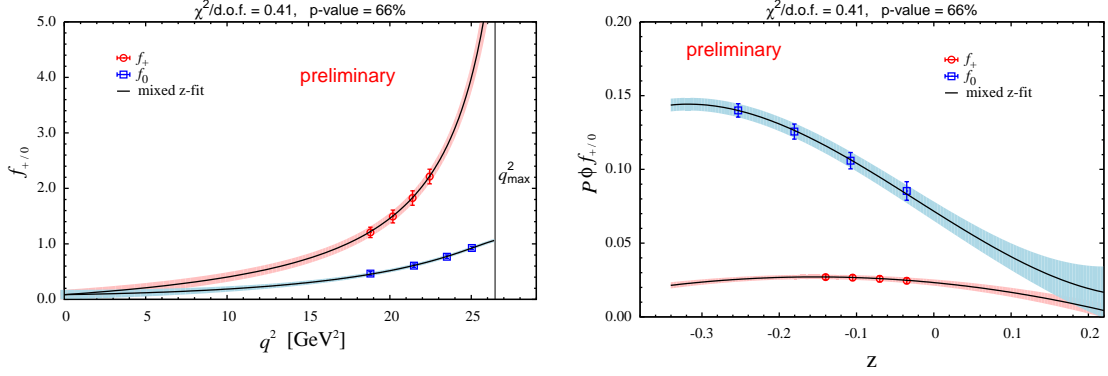 χ²/d.o.f. = 0.41, p-value = 66%
5.0
4.0
3.0
2.0
1.0
0.0
f₊/₀
f₊
f₀
mixed z-fit
preliminary
q²max
0 5 10 15 20 25
q² [GeV²]
χ²/d.o.f. = 0.41, p-value = 66%
0.20
0.15
0.10
0.05
0.00
P ϕ f₊/₀
preliminary
f₊
f₀
mixed z-fit
-0.3 -0.2 -0.1 0 0.1 0.2
z